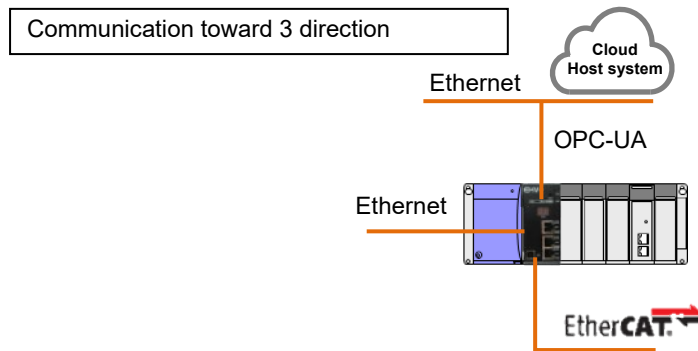 Communication toward 3 direction
Cloud
Host system
Ethernet
OPC-UA
Ethernet
EtherCAT.